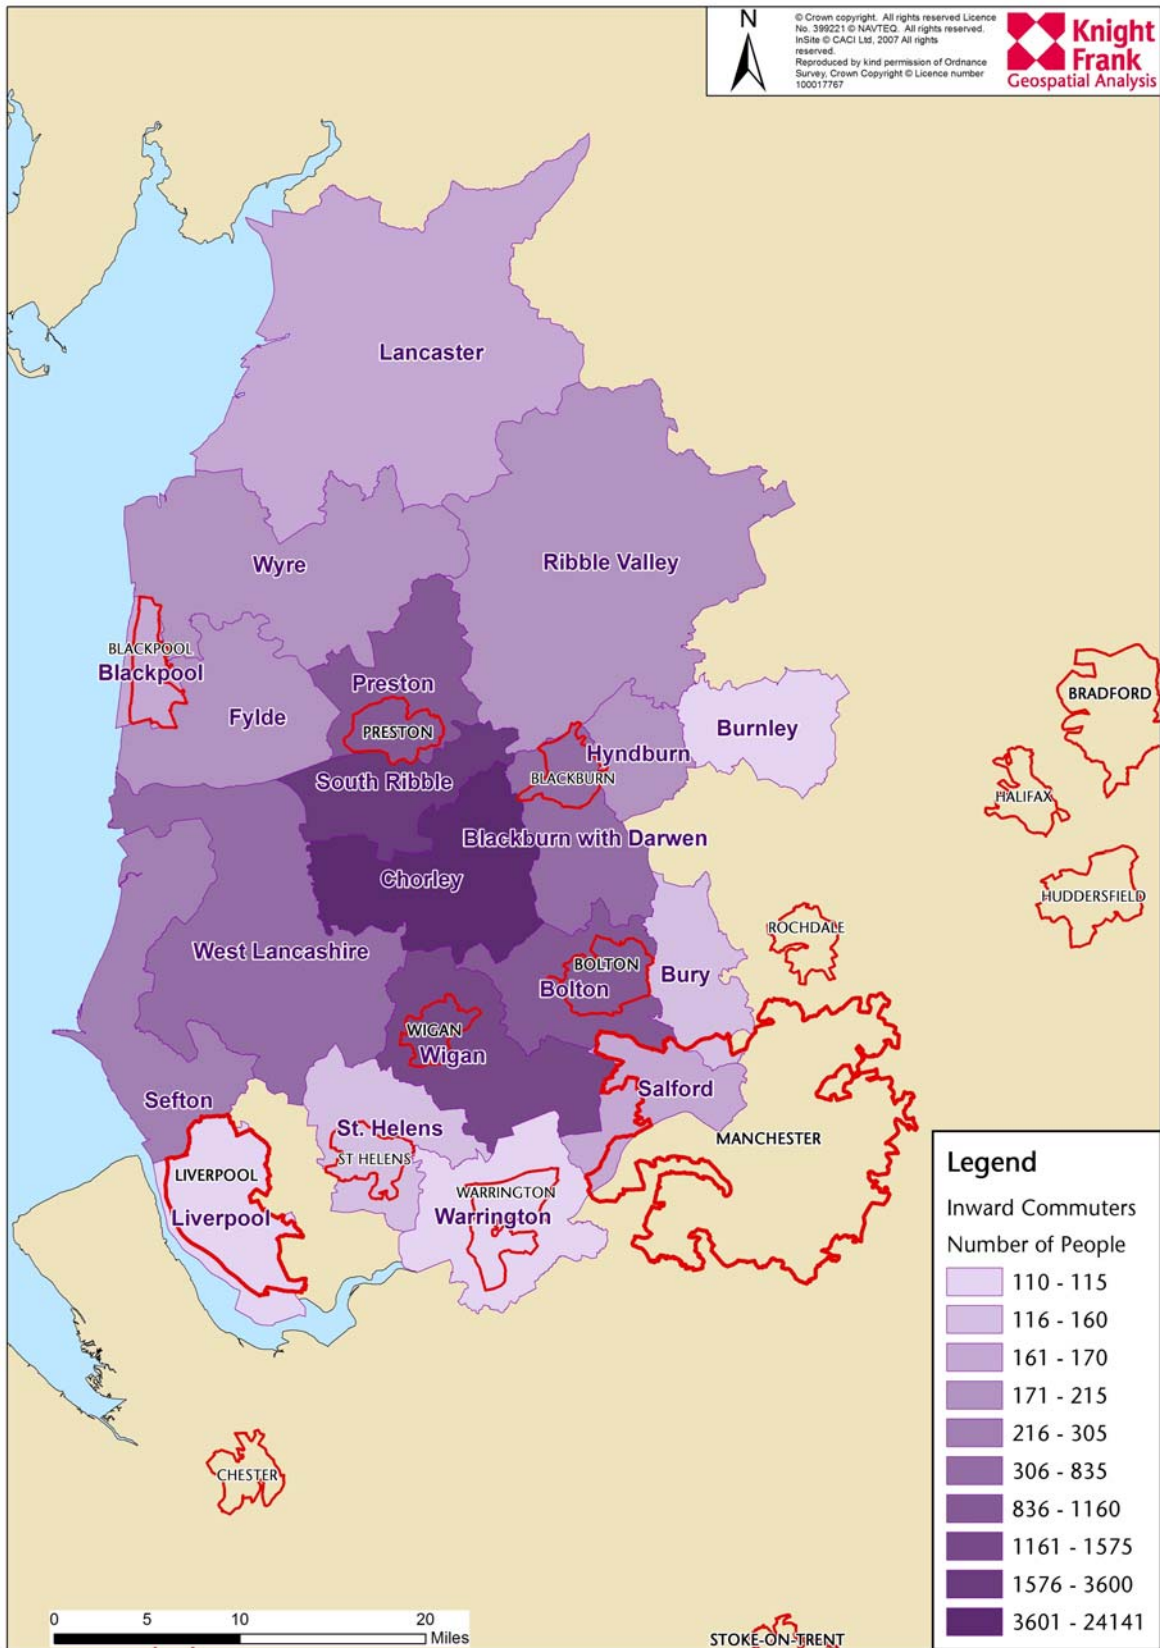 N
© Crown copyright. All rights reserved Licence
No. 399221 © NAVTEQ. All rights reserved.
InSite © CACI Ltd, 2007 All rights
reserved.
Reproduced by kind permission of Ordnance
Survey, Crown Copyright © Licence number
100017767
Knight
Frank
Geospatial Analysis
Lancaster
Wyre
Ribble Valley
BLACKPOOL
Blackpool
Fylde
Preston
PRESTON
South Ribble
BLACKBURN
Hyndburn
Burnley
BRADFORD
HALIFAX
HUDDERSFIELD
Blackburn with Darwen
Chorley
ROCHDALE
West Lancashire
BOLTON
Bolton
Bury
WIGAN
Wigan
Sefton
Salford
MANCHESTER
St. Helens
ST HELENS
LIVERPOOL
Liverpool
WARRINGTON
Warrington
CHESTER
STOKE-ON-TRENT
Legend
Inward Commuters
Number of People
110 - 115
116 - 160
161 - 170
171 - 215
216 - 305
306 - 835
836 - 1160
1161 - 1575
1576 - 3600
3601 - 24141
0 5 10 20
Miles